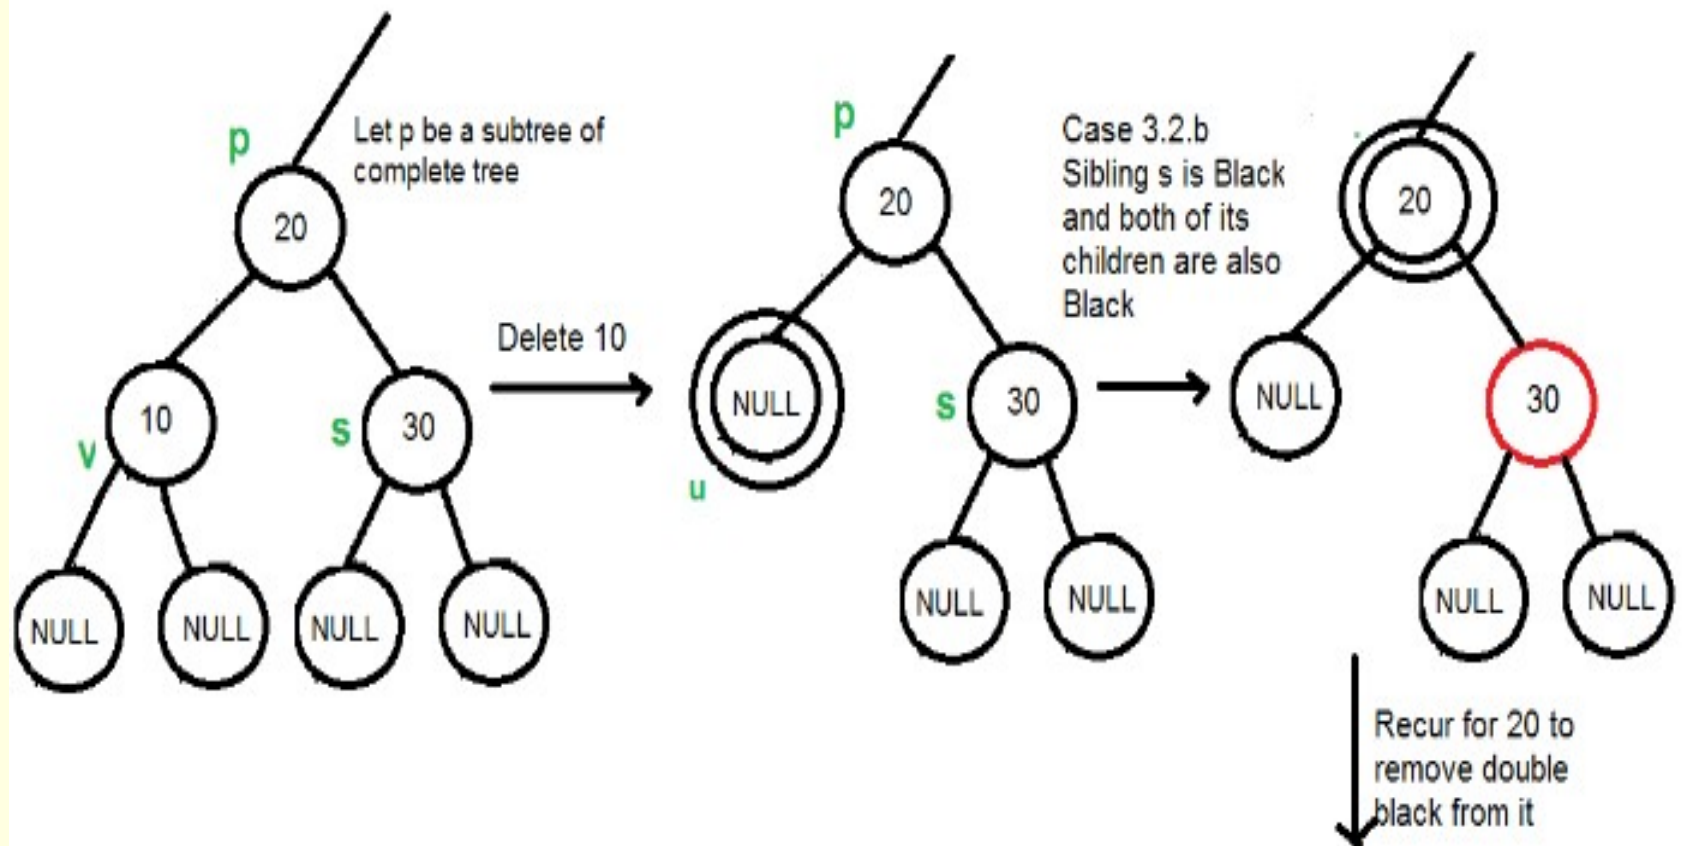 p
Let p be a subtree of
complete tree
20
10
v
s
30
NULL
NULL
NULL
NULL
Delete 10
p
20
NULL
u
s
30
NULL
NULL
Case 3.2.b
Sibling s is Black
and both of its
children are also
Black
20
NULL
30
NULL
NULL
Recur for 20 to
remove double
black from it